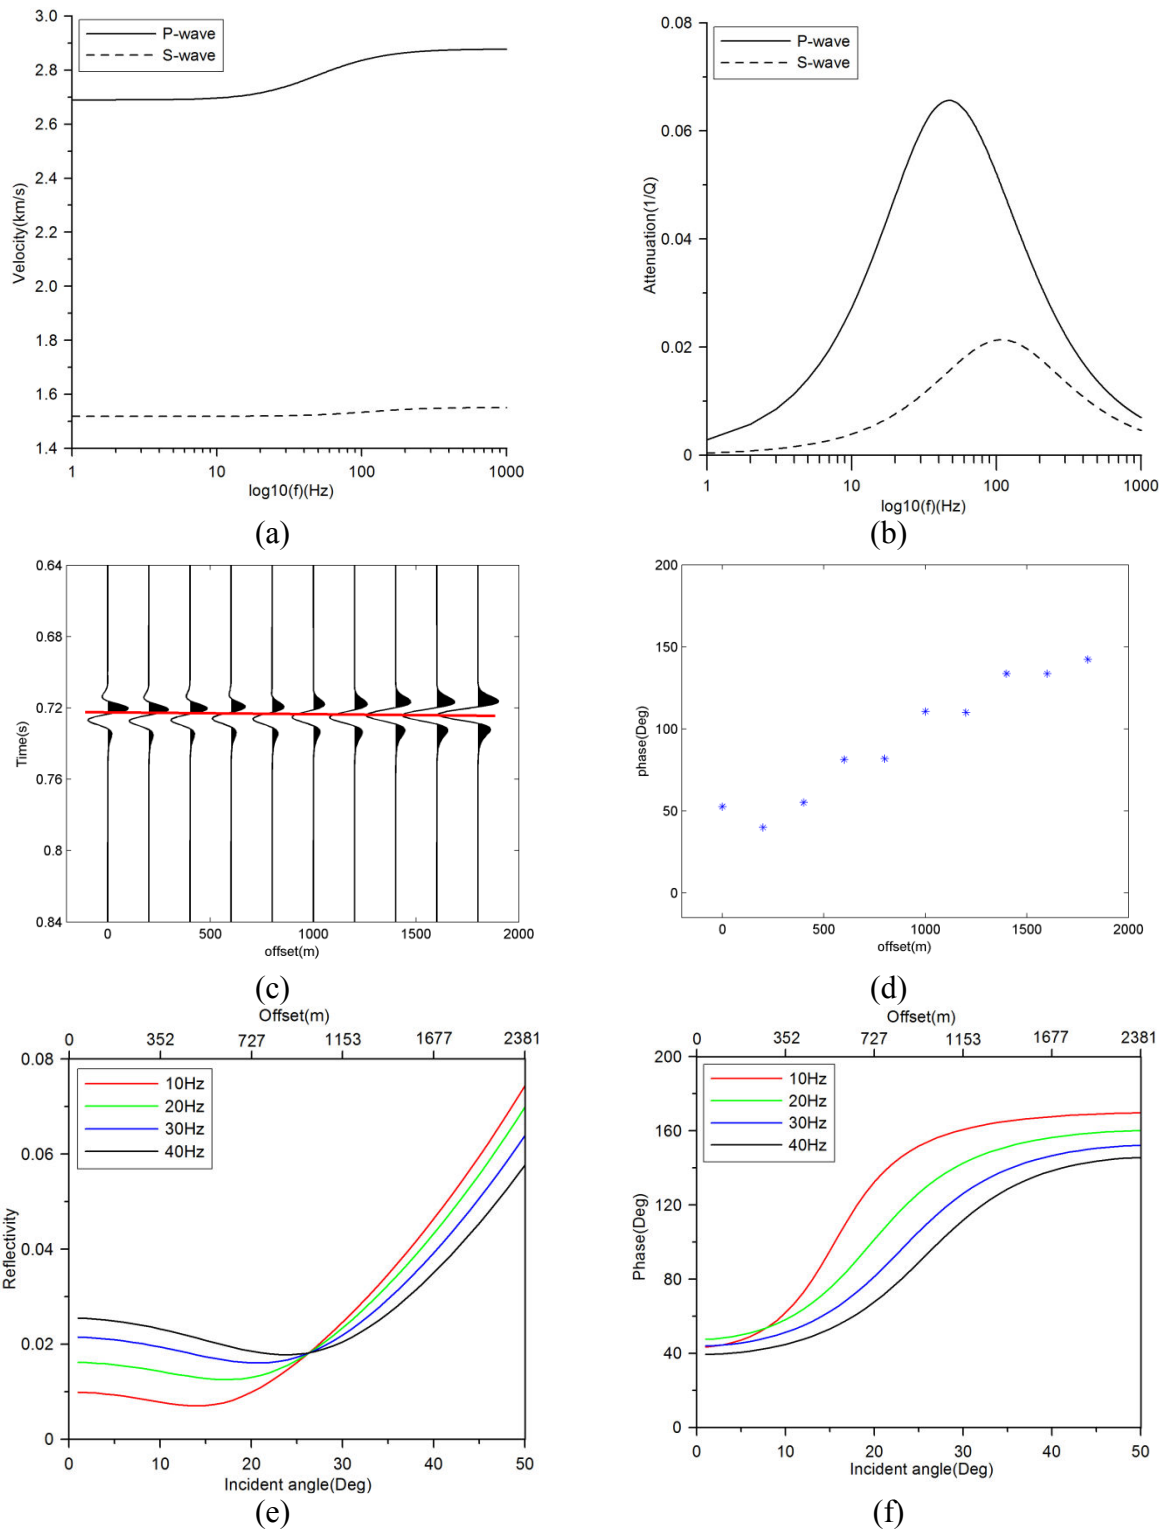 3.0
2.8
2.6
2.4
2.2
2.0
1.8
1.6
1.4
Velocity(km/s)
P-wave
S-wave
1 10 100 1000
log10(f)(Hz)
(a)
0.08
0.06
0.04
0.02
0
Attenuation(1/Q)
P-wave
S-wave
1 10 100 1000
log10(f)(Hz)
(b)
0.64
0.68
0.72
0.76
0.8
0.84
Time(s)
0 500 1000 1500 2000
offset(m)
(c)
200
150
100
50
0
phase(Deg)
0 500 1000 1500 2000
offset(m)
(d)
Offset(m)
0 352 727 1153 1677 2381
0.08
0.06
0.04
0.02
0
Reflectivity
10Hz
20Hz
30Hz
40Hz
0 10 20 30 40 50
Incident angle(Deg)
(e)
Offset(m)
0 352 727 1153 1677 2381
200
160
120
80
40
0
Phase(Deg)
10Hz
20Hz
30Hz
40Hz
0 10 20 30 40 50
Incident angle(Deg)
(f)